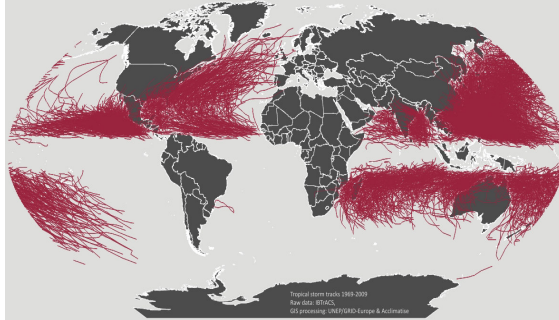 Tropical storm tracks 1969-2009
Raw data: IBTrACS,
GIS processing: UNEP/GRID-Europe & Acclimatise